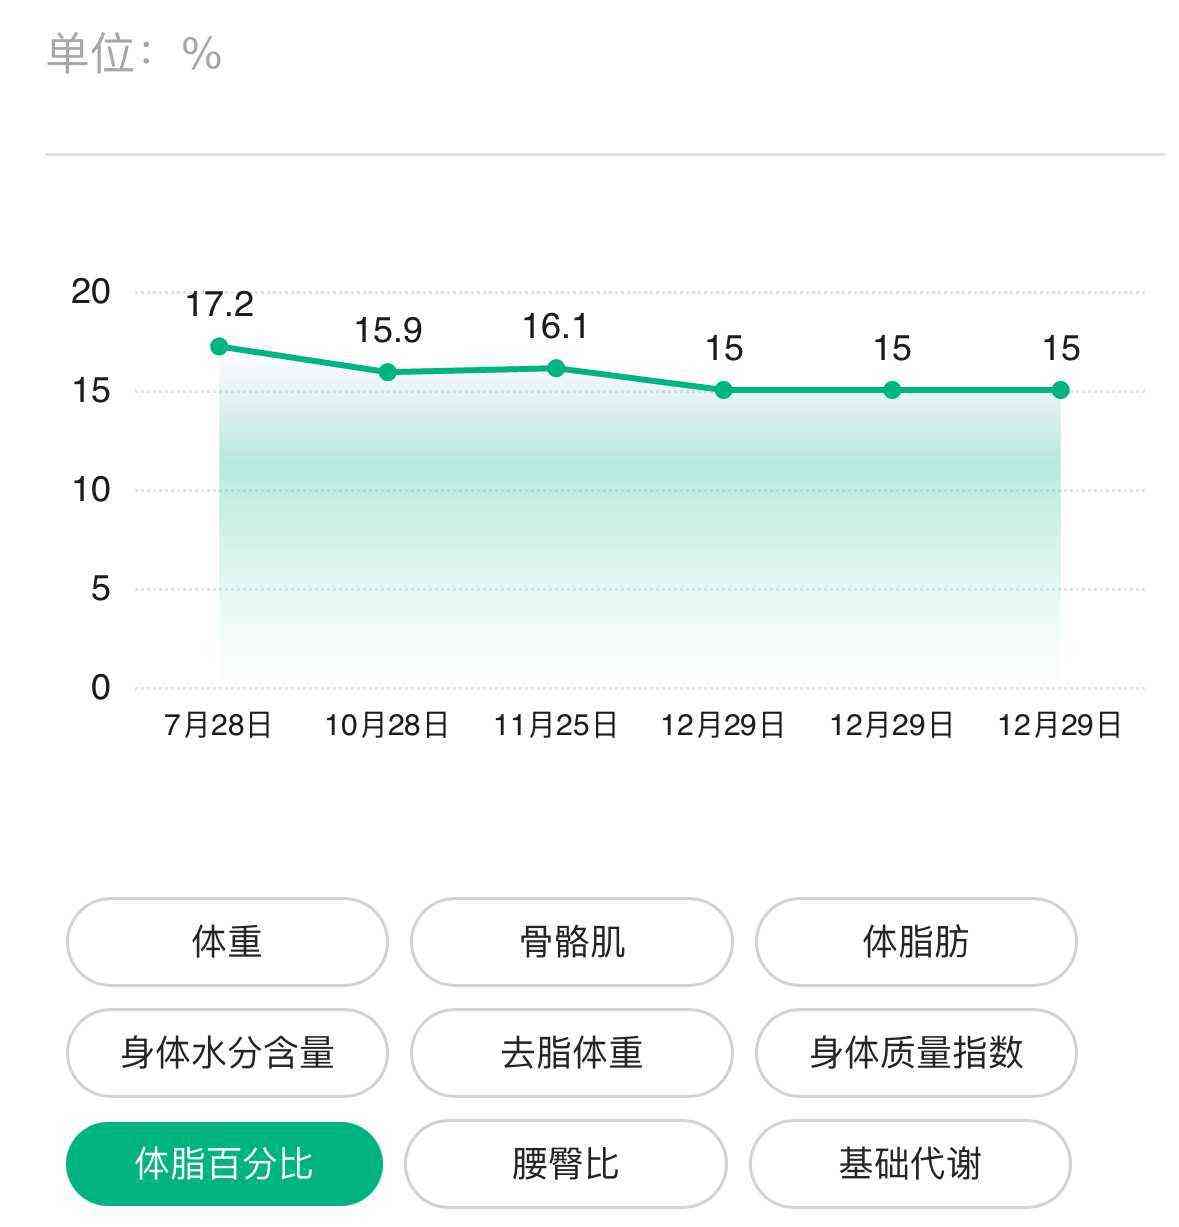 单位：%
20
17.2
15.9
16.1
15
15
15
15
10
5
0
7月28日 10月28日 11月25日 12月29日 12月29日 12月29日
体重 骨骼肌 体脂肪
身体水分含量 去脂体重 身体质量指数
体脂百分比 腰臀比 基础代谢